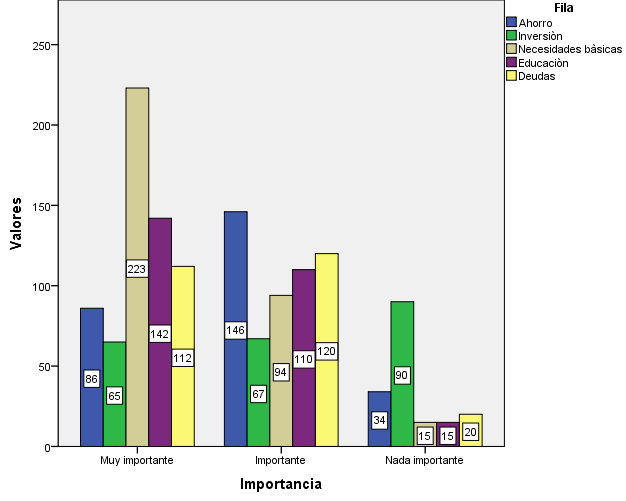 Fila
Ahorro
Inversiòn
Necesidades bàsicas
Educaciòn
Deudas
Valores
250
200
150
100
50
0
86
65
223
142
112
146
67
94
110
120
34
90
15
15
20
Muy importante
Importante
Nada importante
Importancia